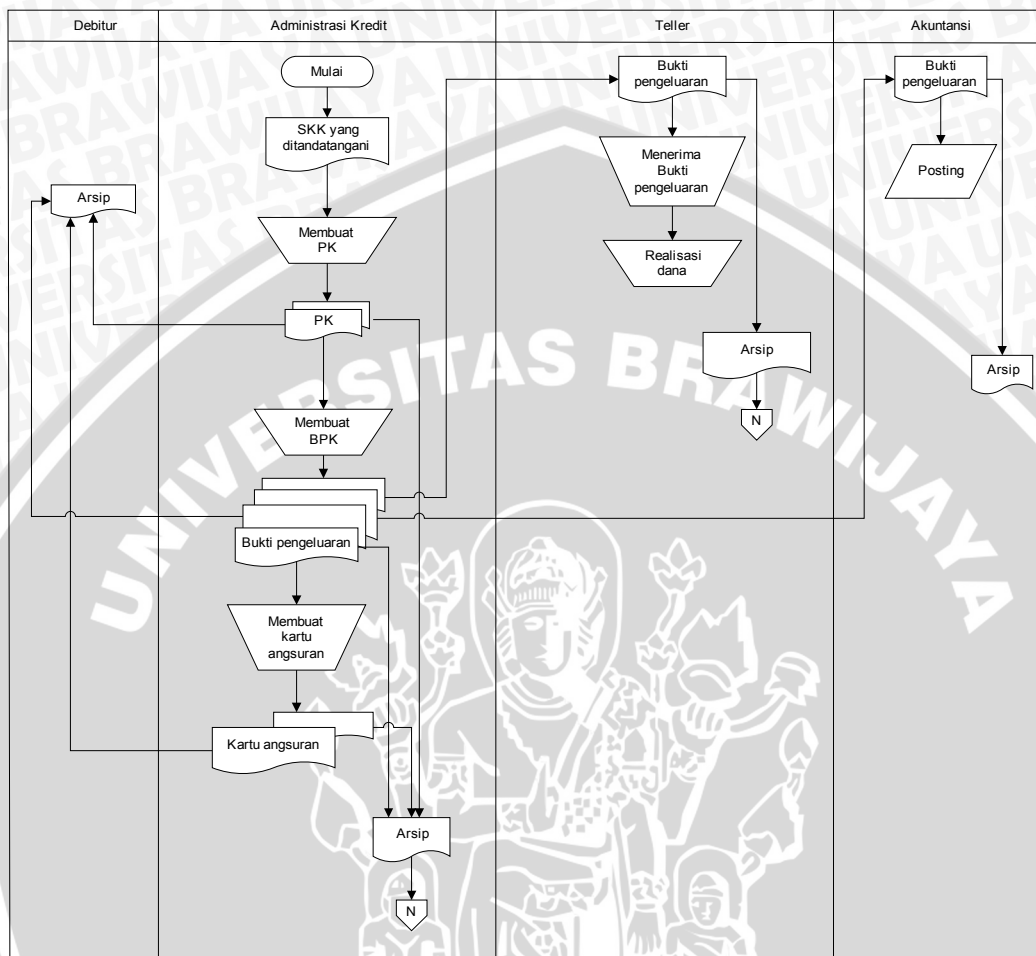 Debitur
Administrasi Kredit
Teller
Akuntansi
Mulai
SKK yang
ditandatangani
Membuat
PK
PK
Membuat
BPK
Bukti pengeluaran
Membuat
kartu
angsuran
Kartu angsuran
Arsip
N
Arsip
Bukti
pengeluaran
Menerima
Bukti
pengeluaran
Realisasi
dana
Arsip
N
Bukti
pengeluaran
Posting
Arsip
UNIVERSITAS BRAWIJAYA